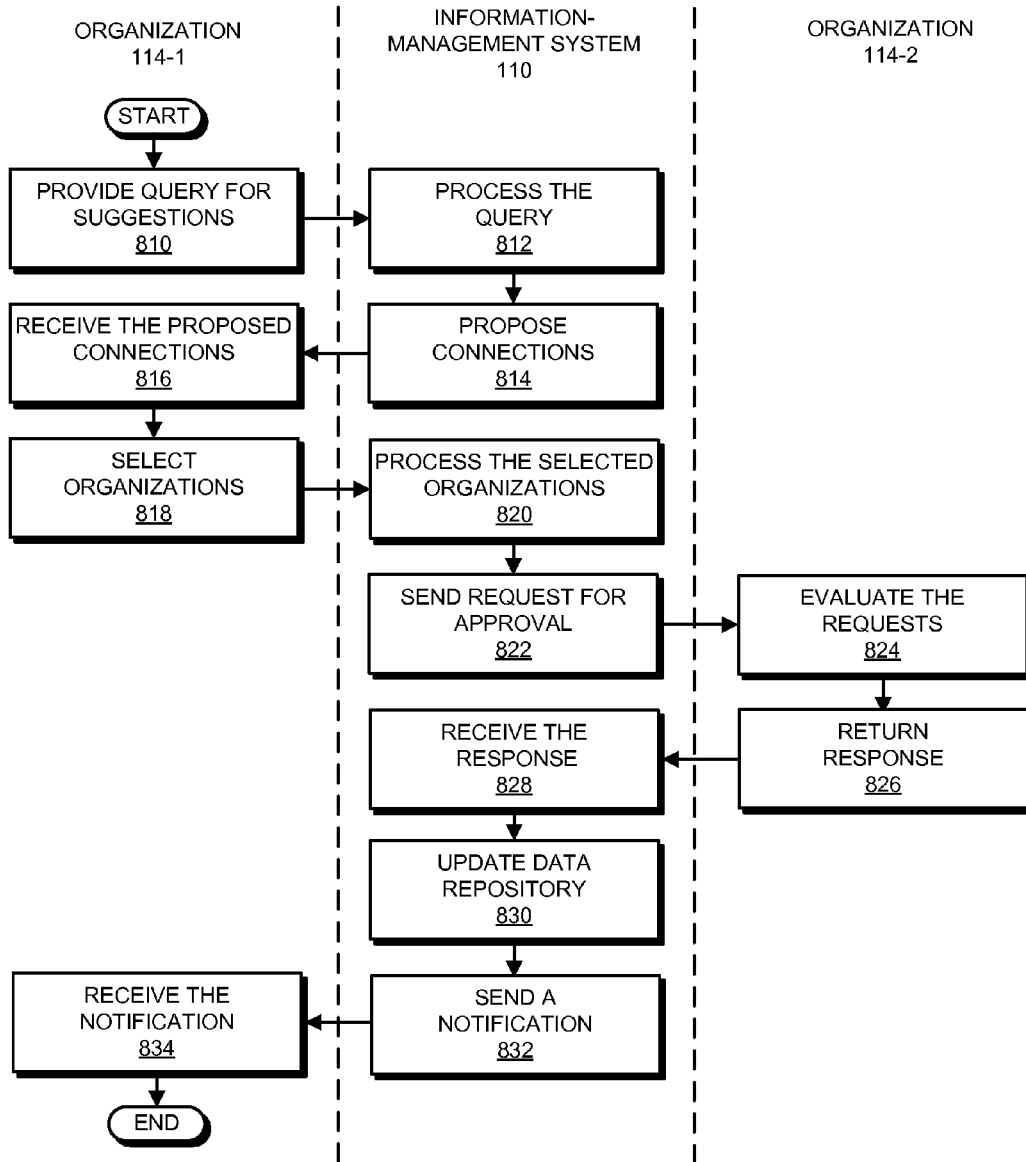 ORGANIZATION
114-1
INFORMATION-
MANAGEMENT SYSTEM
110
ORGANIZATION
114-2
START
PROVIDE QUERY FOR
SUGGESTIONS
810
PROCESS THE
QUERY
812
RECEIVE THE PROPOSED
CONNECTIONS
816
PROPOSE
CONNECTIONS
814
SELECT
ORGANIZATIONS
818
PROCESS THE SELECTED
ORGANIZATIONS
820
SEND REQUEST FOR
APPROVAL
822
EVALUATE THE
REQUESTS
824
RECEIVE THE
RESPONSE
828
RETURN
RESPONSE
826
UPDATE DATA
REPOSITORY
830
RECEIVE THE
NOTIFICATION
834
SEND A
NOTIFICATION
832
END